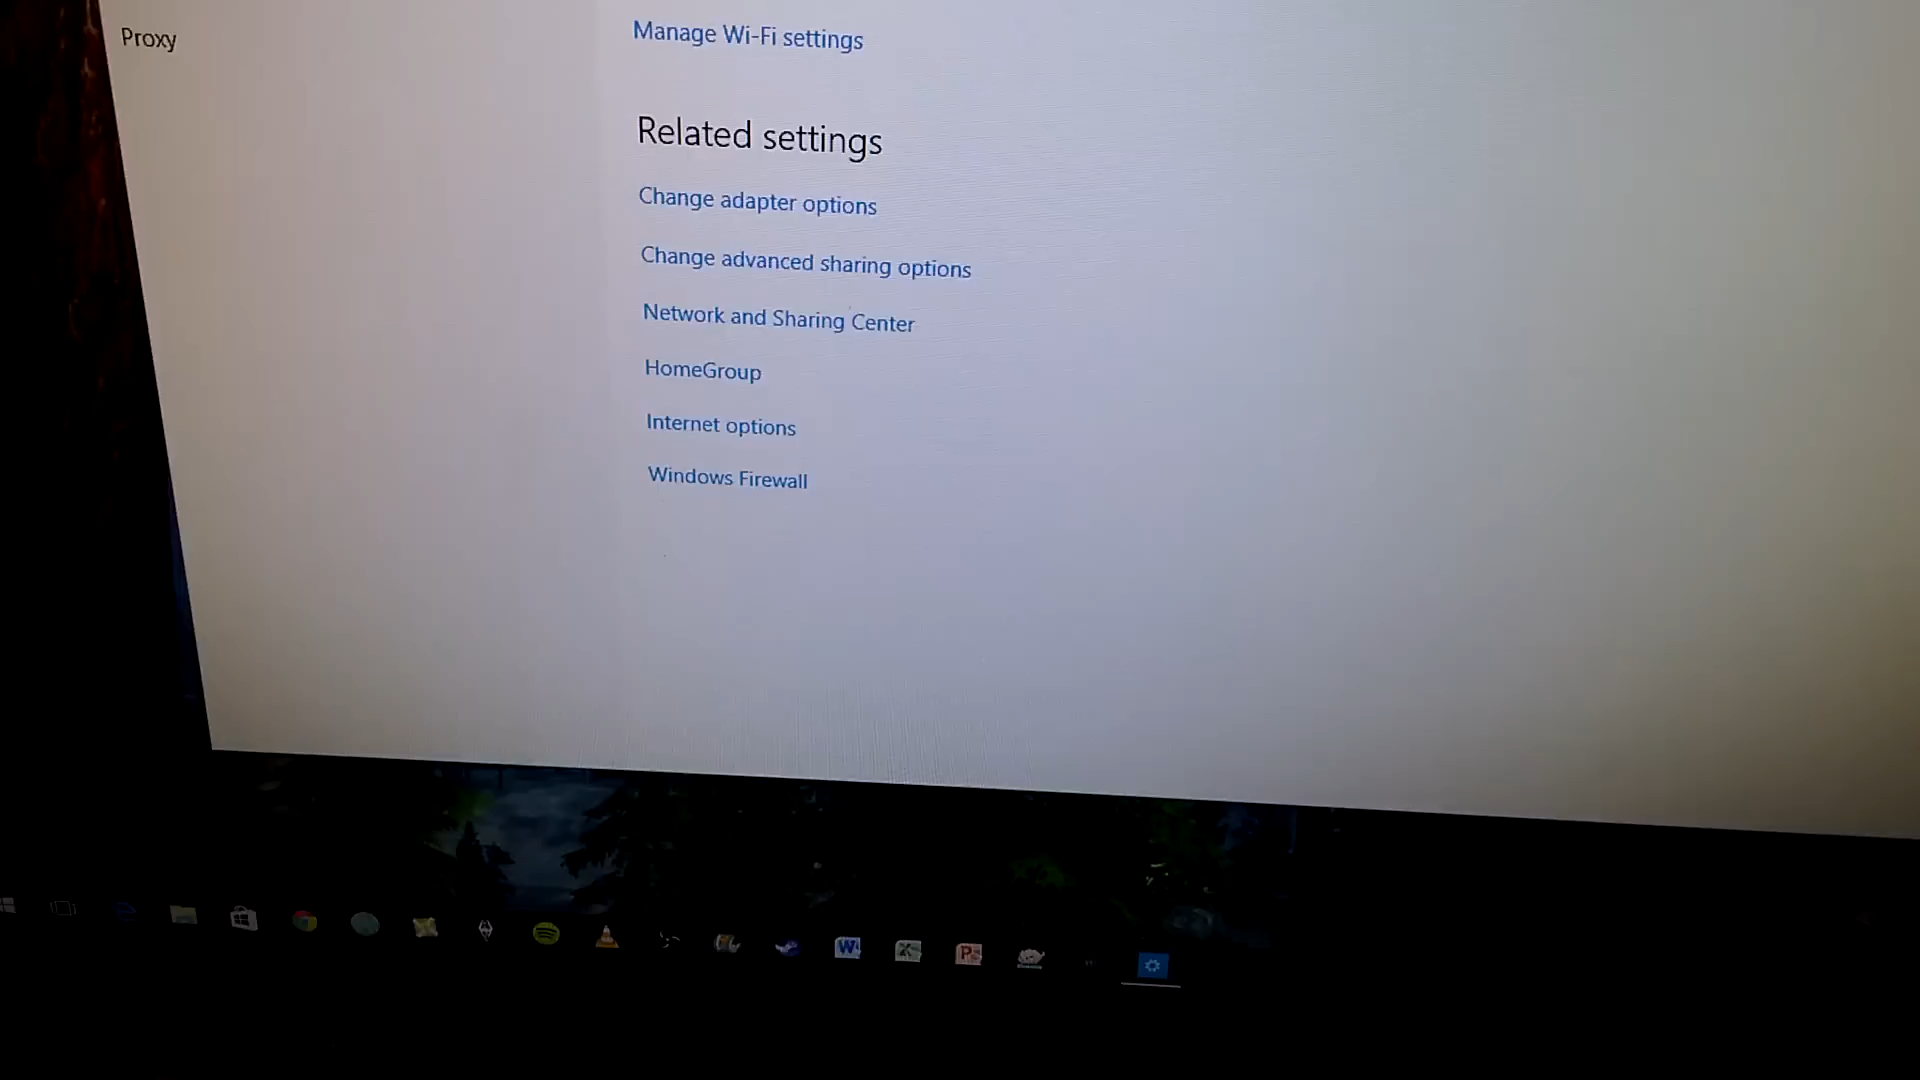 Proxy
Manage Wi-Fi settings
Related settings
Change adapter options
Change advanced sharing options
Network and Sharing Center
HomeGroup
Internet options
Windows Firewall